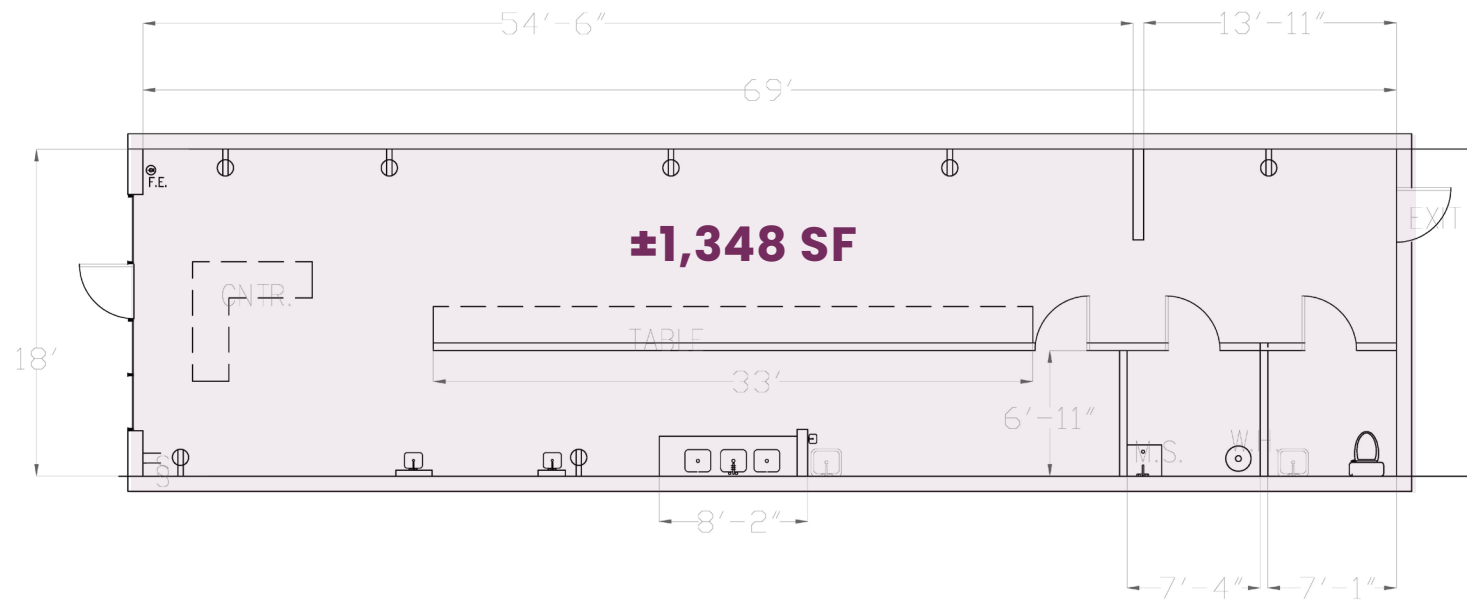 54'-6" 13'-11"
69'
F.E.
EXIT
±1,348 SF
CNTR.
TABLE
18'
33'
6'-11"
M.S. W.H.
8'-2"
7'-4" 7'-1"